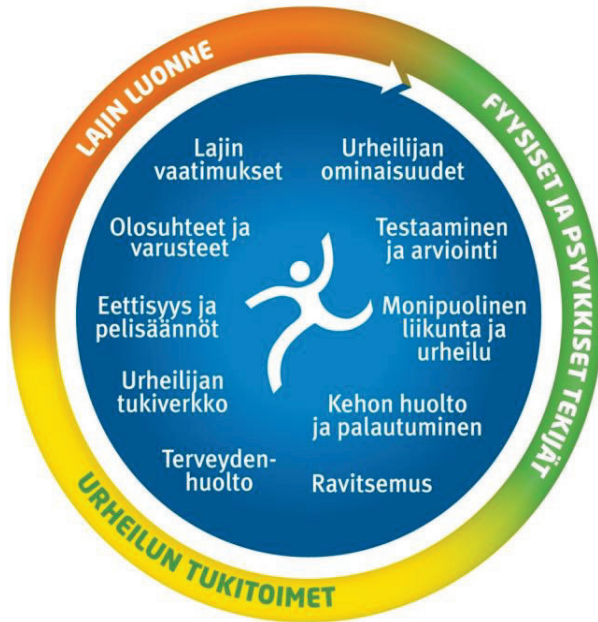 LAJIN LUONNE
FYYSISET JA PSYYKKISET TEKIJÄT
URHEILUN TUKITOIMET
Lajin
vaatimukset
Urheilijan
ominaisuudet
Olosuhteet ja
varusteet
Testaaminen
ja arviointi
Eettisyys ja
pelisäännöt
Monipuolinen
liikunta ja
urheilu
Urheilijan
tukiverkko
Kehon huolto
ja palautuminen
Terveyden-
huolto
Ravitsemus